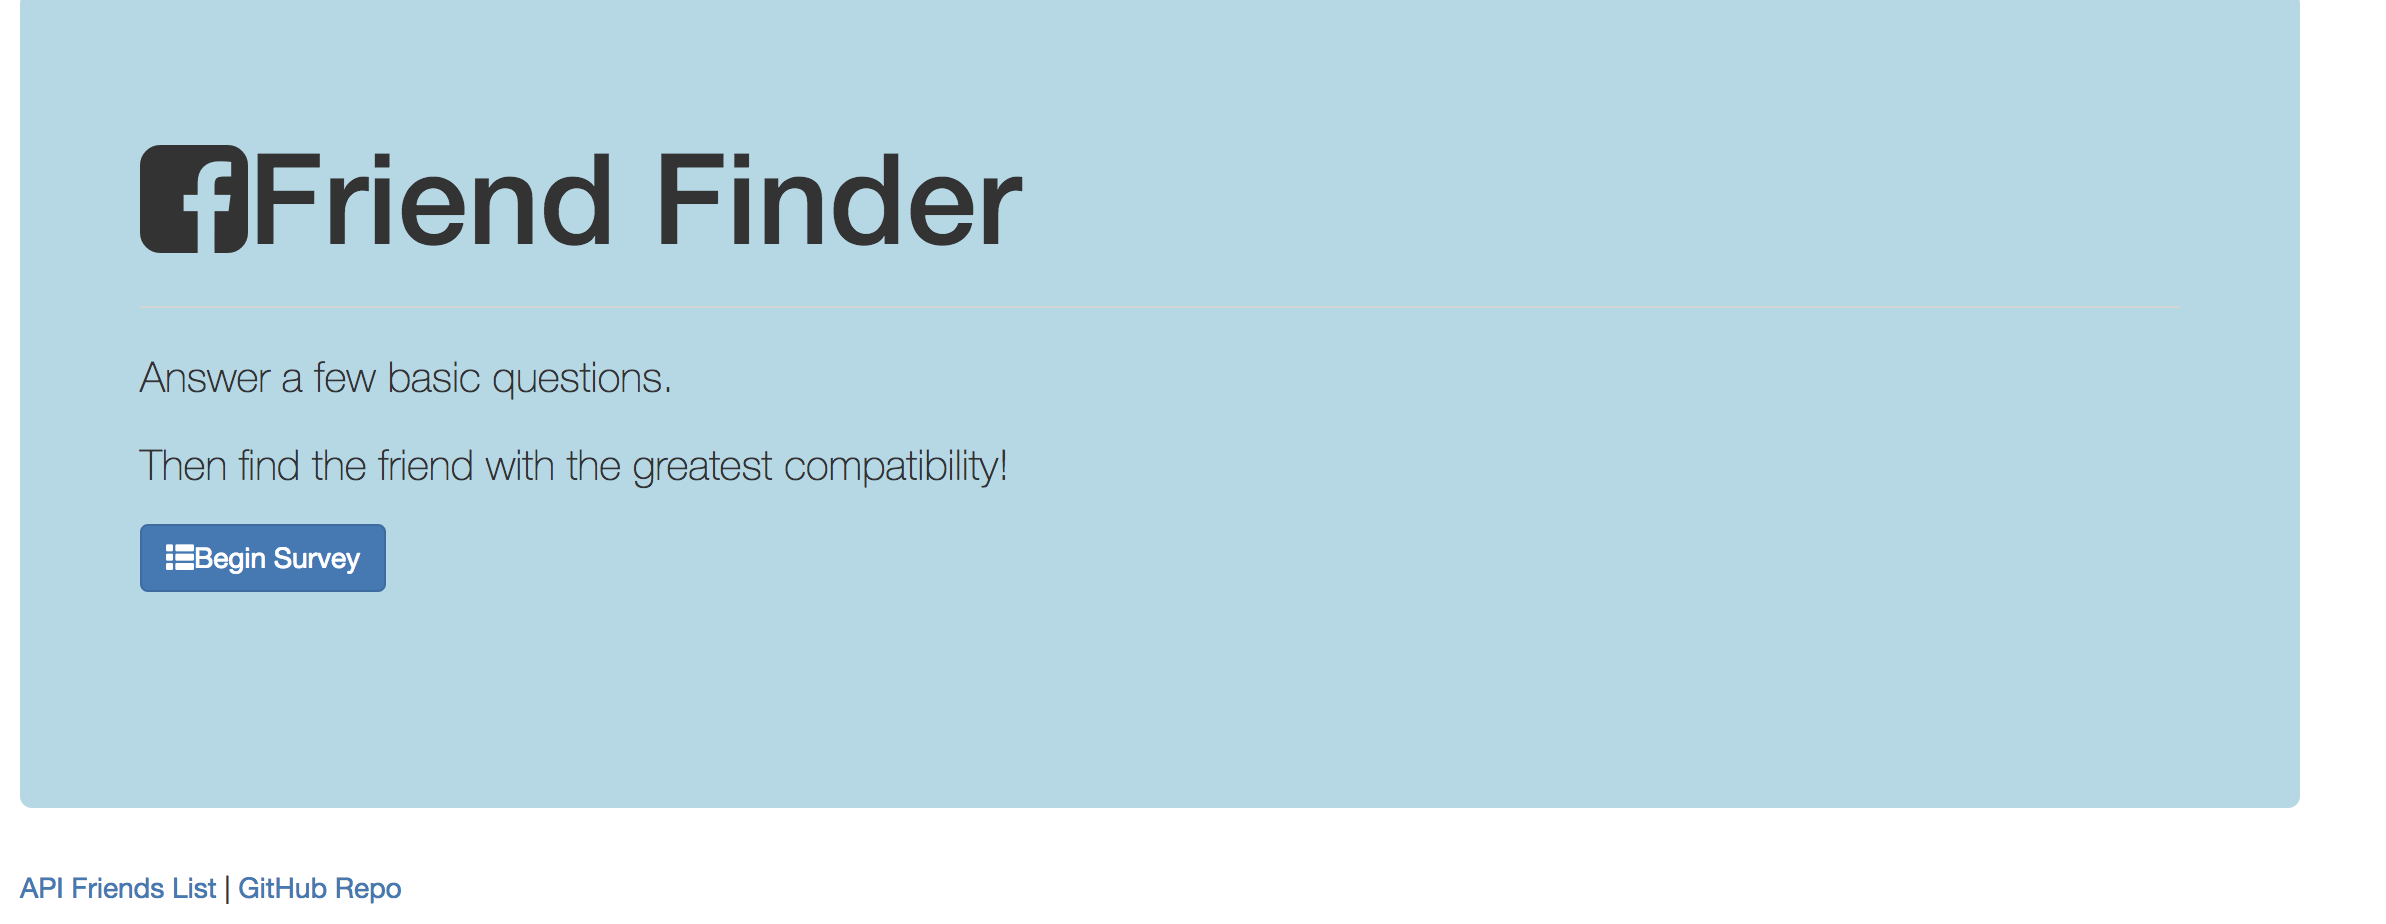 Friend Finder
Answer a few basic questions.
Then find the friend with the greatest compatibility!
Begin Survey
API Friends List | GitHub Repo